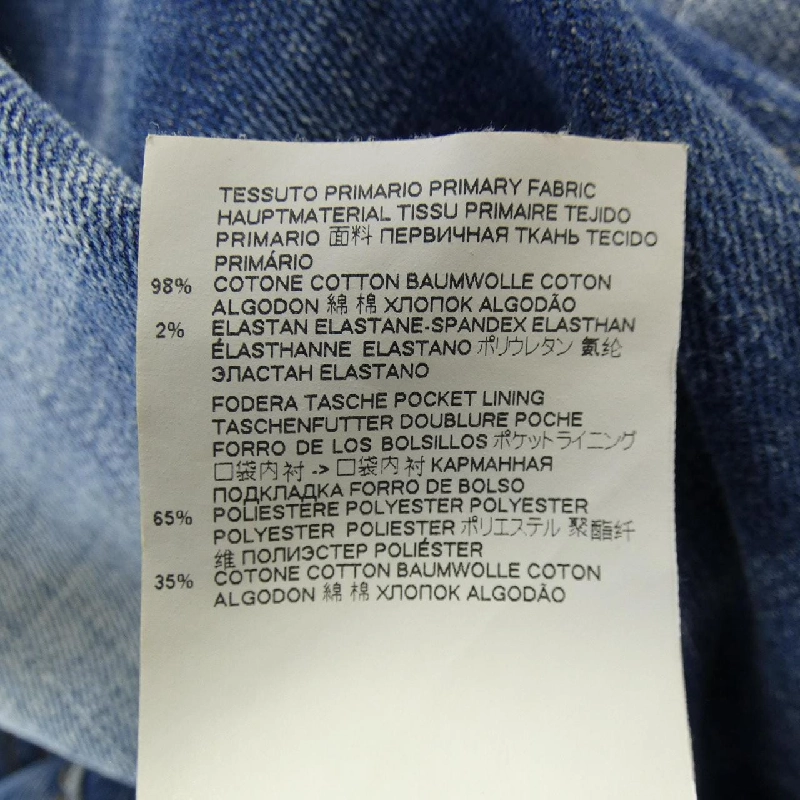 TESSUTO PRIMARIO PRIMARY FABRIC
HAUPTMATERIAL TISSU PRIMAIRE TEJIDO
PRIMARIO 面料 ПЕРВИЧНАЯ ТКАНЬ TECIDO
PRIMÁRIO
98% COTONE COTTON BAUMWOLLE COTON
ALGODON 綿 棉 ХЛОПОК ALGODÃO
2% ELASTAN ELASTANE-SPANDEX ELASTHAN
ÉLASTHANNE ELASTANO ポリウレタン 氨纶
ЭЛАСТАН ELASTANO
FODERA TASCHE POCKET LINING
TASCHENFUTTER DOUBLURE POCHE
FORRO DE LOS BOLSILLOS ポケットライニング
口袋内衬 -> 口袋内衬 КАРМАННАЯ
ПОДКЛАДКА FORRO DE BOLSO
65% POLIESTERE POLYESTER POLYESTER
POLYESTER POLIESTER ポリエステル 聚酯纤
维 ПОЛИЭСТЕР POLIÉSTER
35% COTONE COTTON BAUMWOLLE COTON
ALGODON 綿 棉 ХЛОПОК ALGODÃO